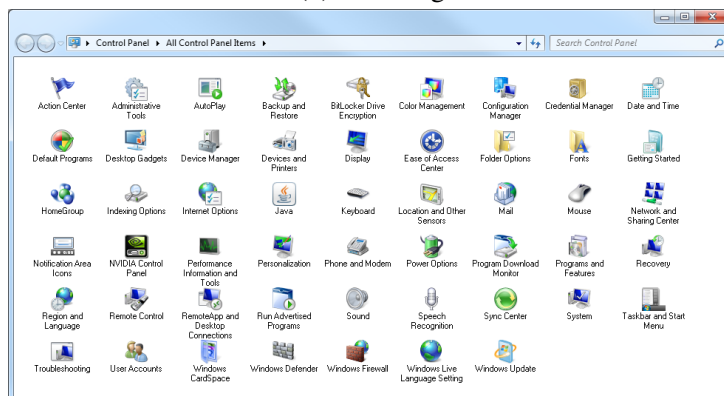 Control Panel ▸ All Control Panel Items ▸ Search Control Panel
Action Center Administrative Tools AutoPlay Backup and Restore BitLocker Drive Encryption Color Management Configuration Manager Credential Manager Date and Time
Default Programs Desktop Gadgets Device Manager Devices and Printers Display Ease of Access Center Folder Options Fonts Getting Started
HomeGroup Indexing Options Internet Options Java Keyboard Location and Other Sensors Mail Mouse Network and Sharing Center
Notification Area Icons NVIDIA Control Panel Performance Information and Tools Personalization Phone and Modem Power Options Program Download Monitor Programs and Features Recovery
Region and Language Remote Control RemoteApp and Desktop Connections Run Advertised Programs Sound Speech Recognition Sync Center System Taskbar and Start Menu
Troubleshooting User Accounts Windows CardSpace Windows Defender Windows Firewall Windows Live Language Setting Windows Update